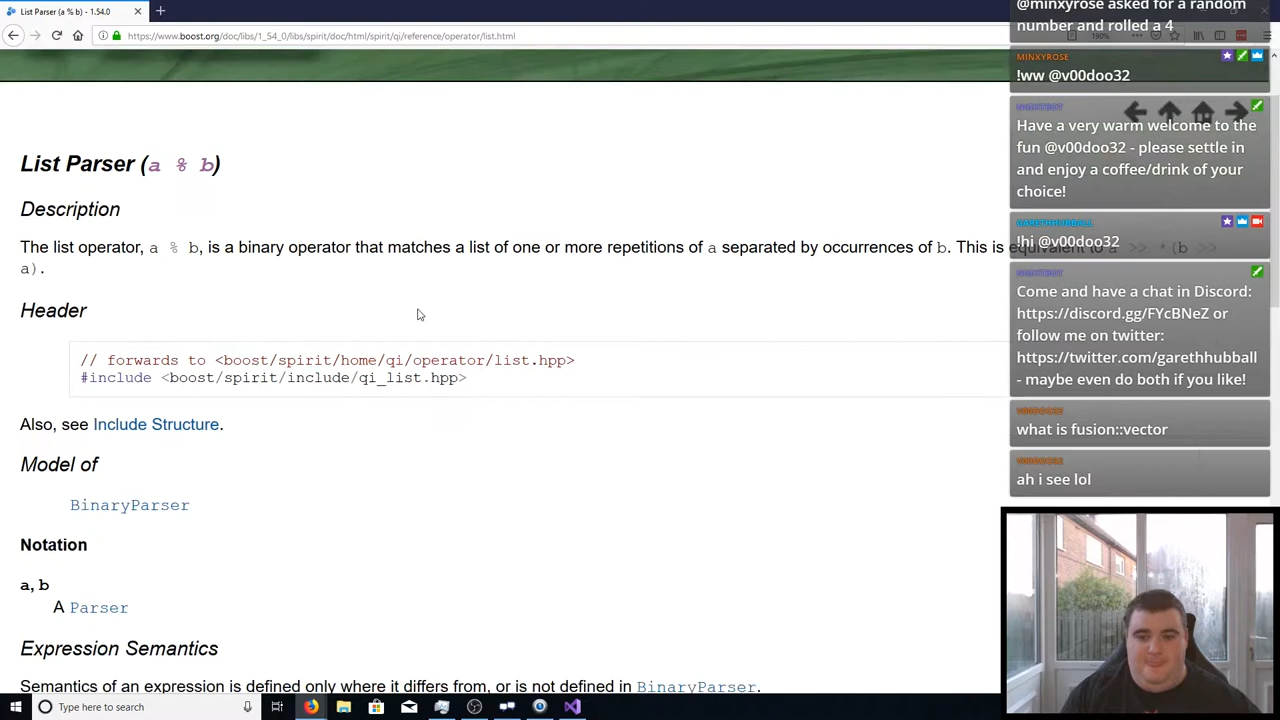 List Parser (a % b) - 1.54.0
https://www.boost.org/doc/libs/1_54_0/libs/spirit/doc/html/spirit/qi/reference/operator/list.html
190%
List Parser (a % b)
Description
The list operator, a % b, is a binary operator that matches a list of one or more repetitions of a separated by occurrences of b. This is equivalent to a >> *(b >>
a).
Header
// forwards to <boost/spirit/home/qi/operator/list.hpp>
#include <boost/spirit/include/qi_list.hpp>
Also, see Include Structure.
Model of
BinaryParser
Notation
a, b
A Parser
Expression Semantics
Semantics of an expression is defined only where it differs from, or is not defined in BinaryParser.
@minxyrose asked for a random
number and rolled a 4
MINXYROSE
!ww @v00doo32
NIGHTBOT
Have a very warm welcome to the
fun @v00doo32 - please settle in
and enjoy a coffee/drink of your
choice!
GARETHHUBBALL
!hi @v00doo32
NIGHTBOT
Come and have a chat in Discord:
https://discord.gg/FYcBNeZ or
follow me on twitter:
https://twitter.com/garethhubball
- maybe even do both if you like!
V00DOO32
what is fusion::vector
V00DOO32
ah i see lol
Type here to search